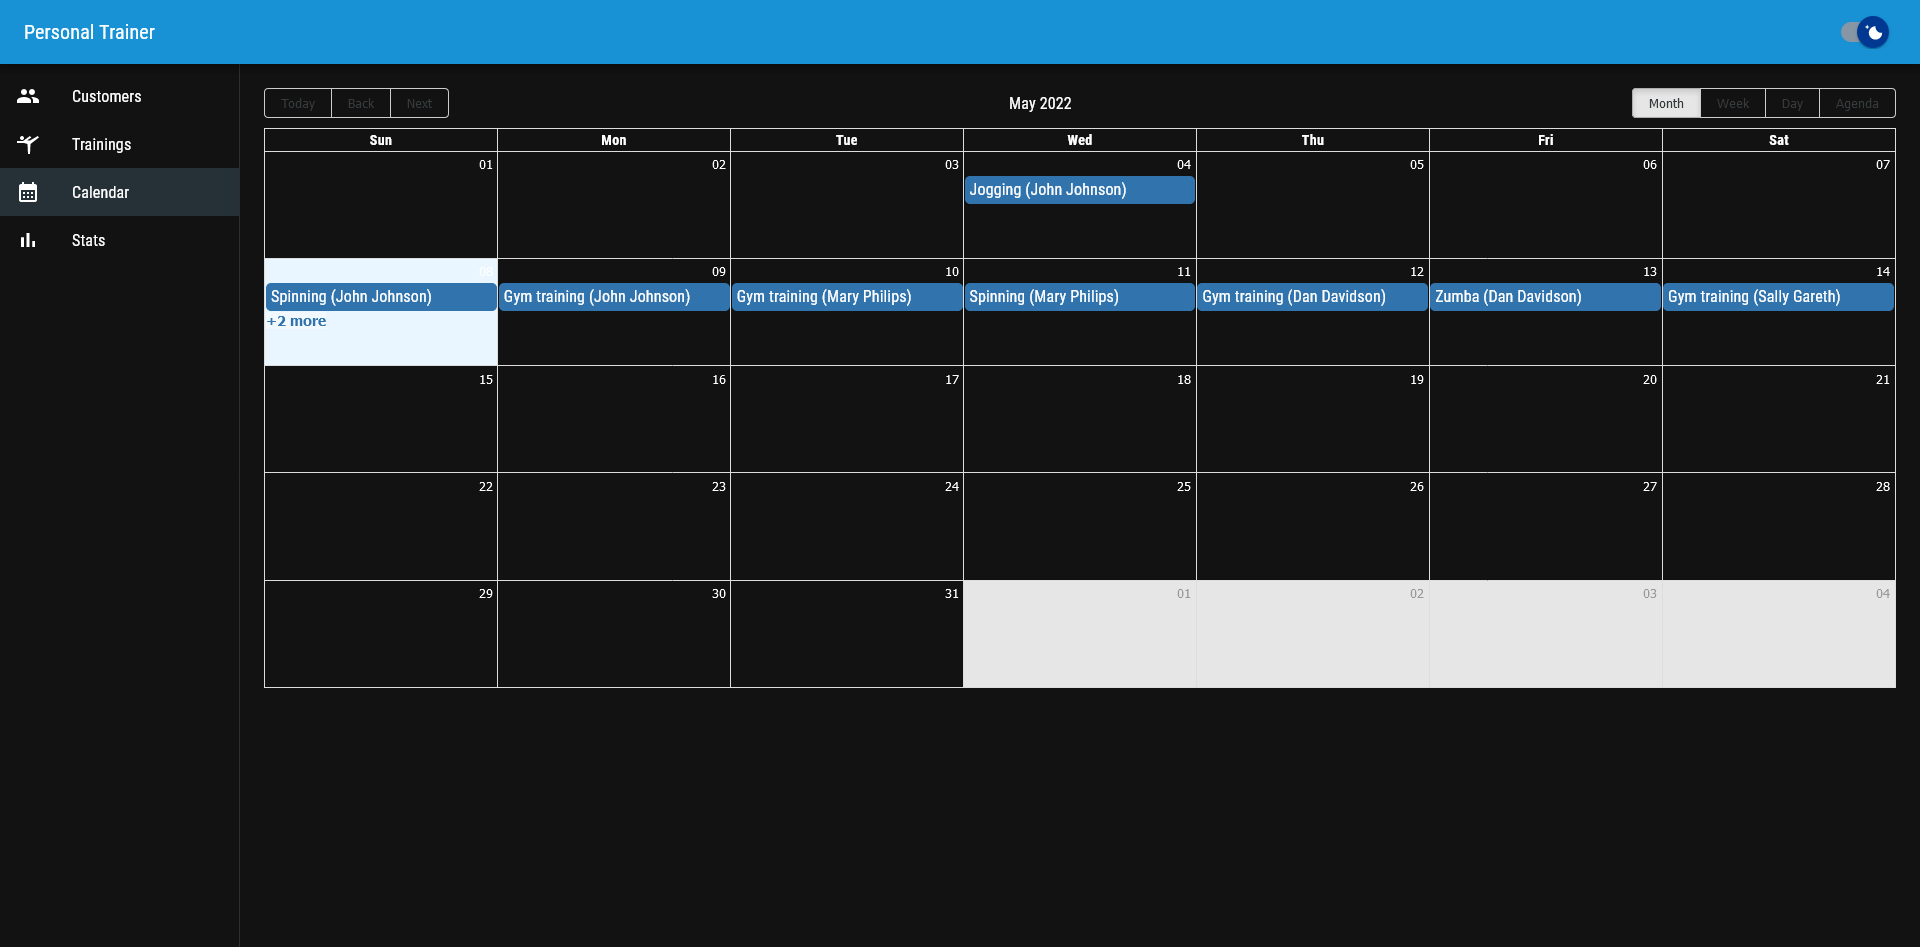 Personal Trainer
Customers
Trainings
Calendar
Stats
Today Back Next
May 2022
Month Week Day Agenda
Sun Mon Tue Wed Thu Fri Sat
01 02 03 04 05 06 07
Jogging (John Johnson)
08 09 10 11 12 13 14
Spinning (John Johnson) Gym training (John Johnson) Gym training (Mary Philips) Spinning (Mary Philips) Gym training (Dan Davidson) Zumba (Dan Davidson) Gym training (Sally Gareth)
+2 more
15 16 17 18 19 20 21
22 23 24 25 26 27 28
29 30 31 01 02 03 04